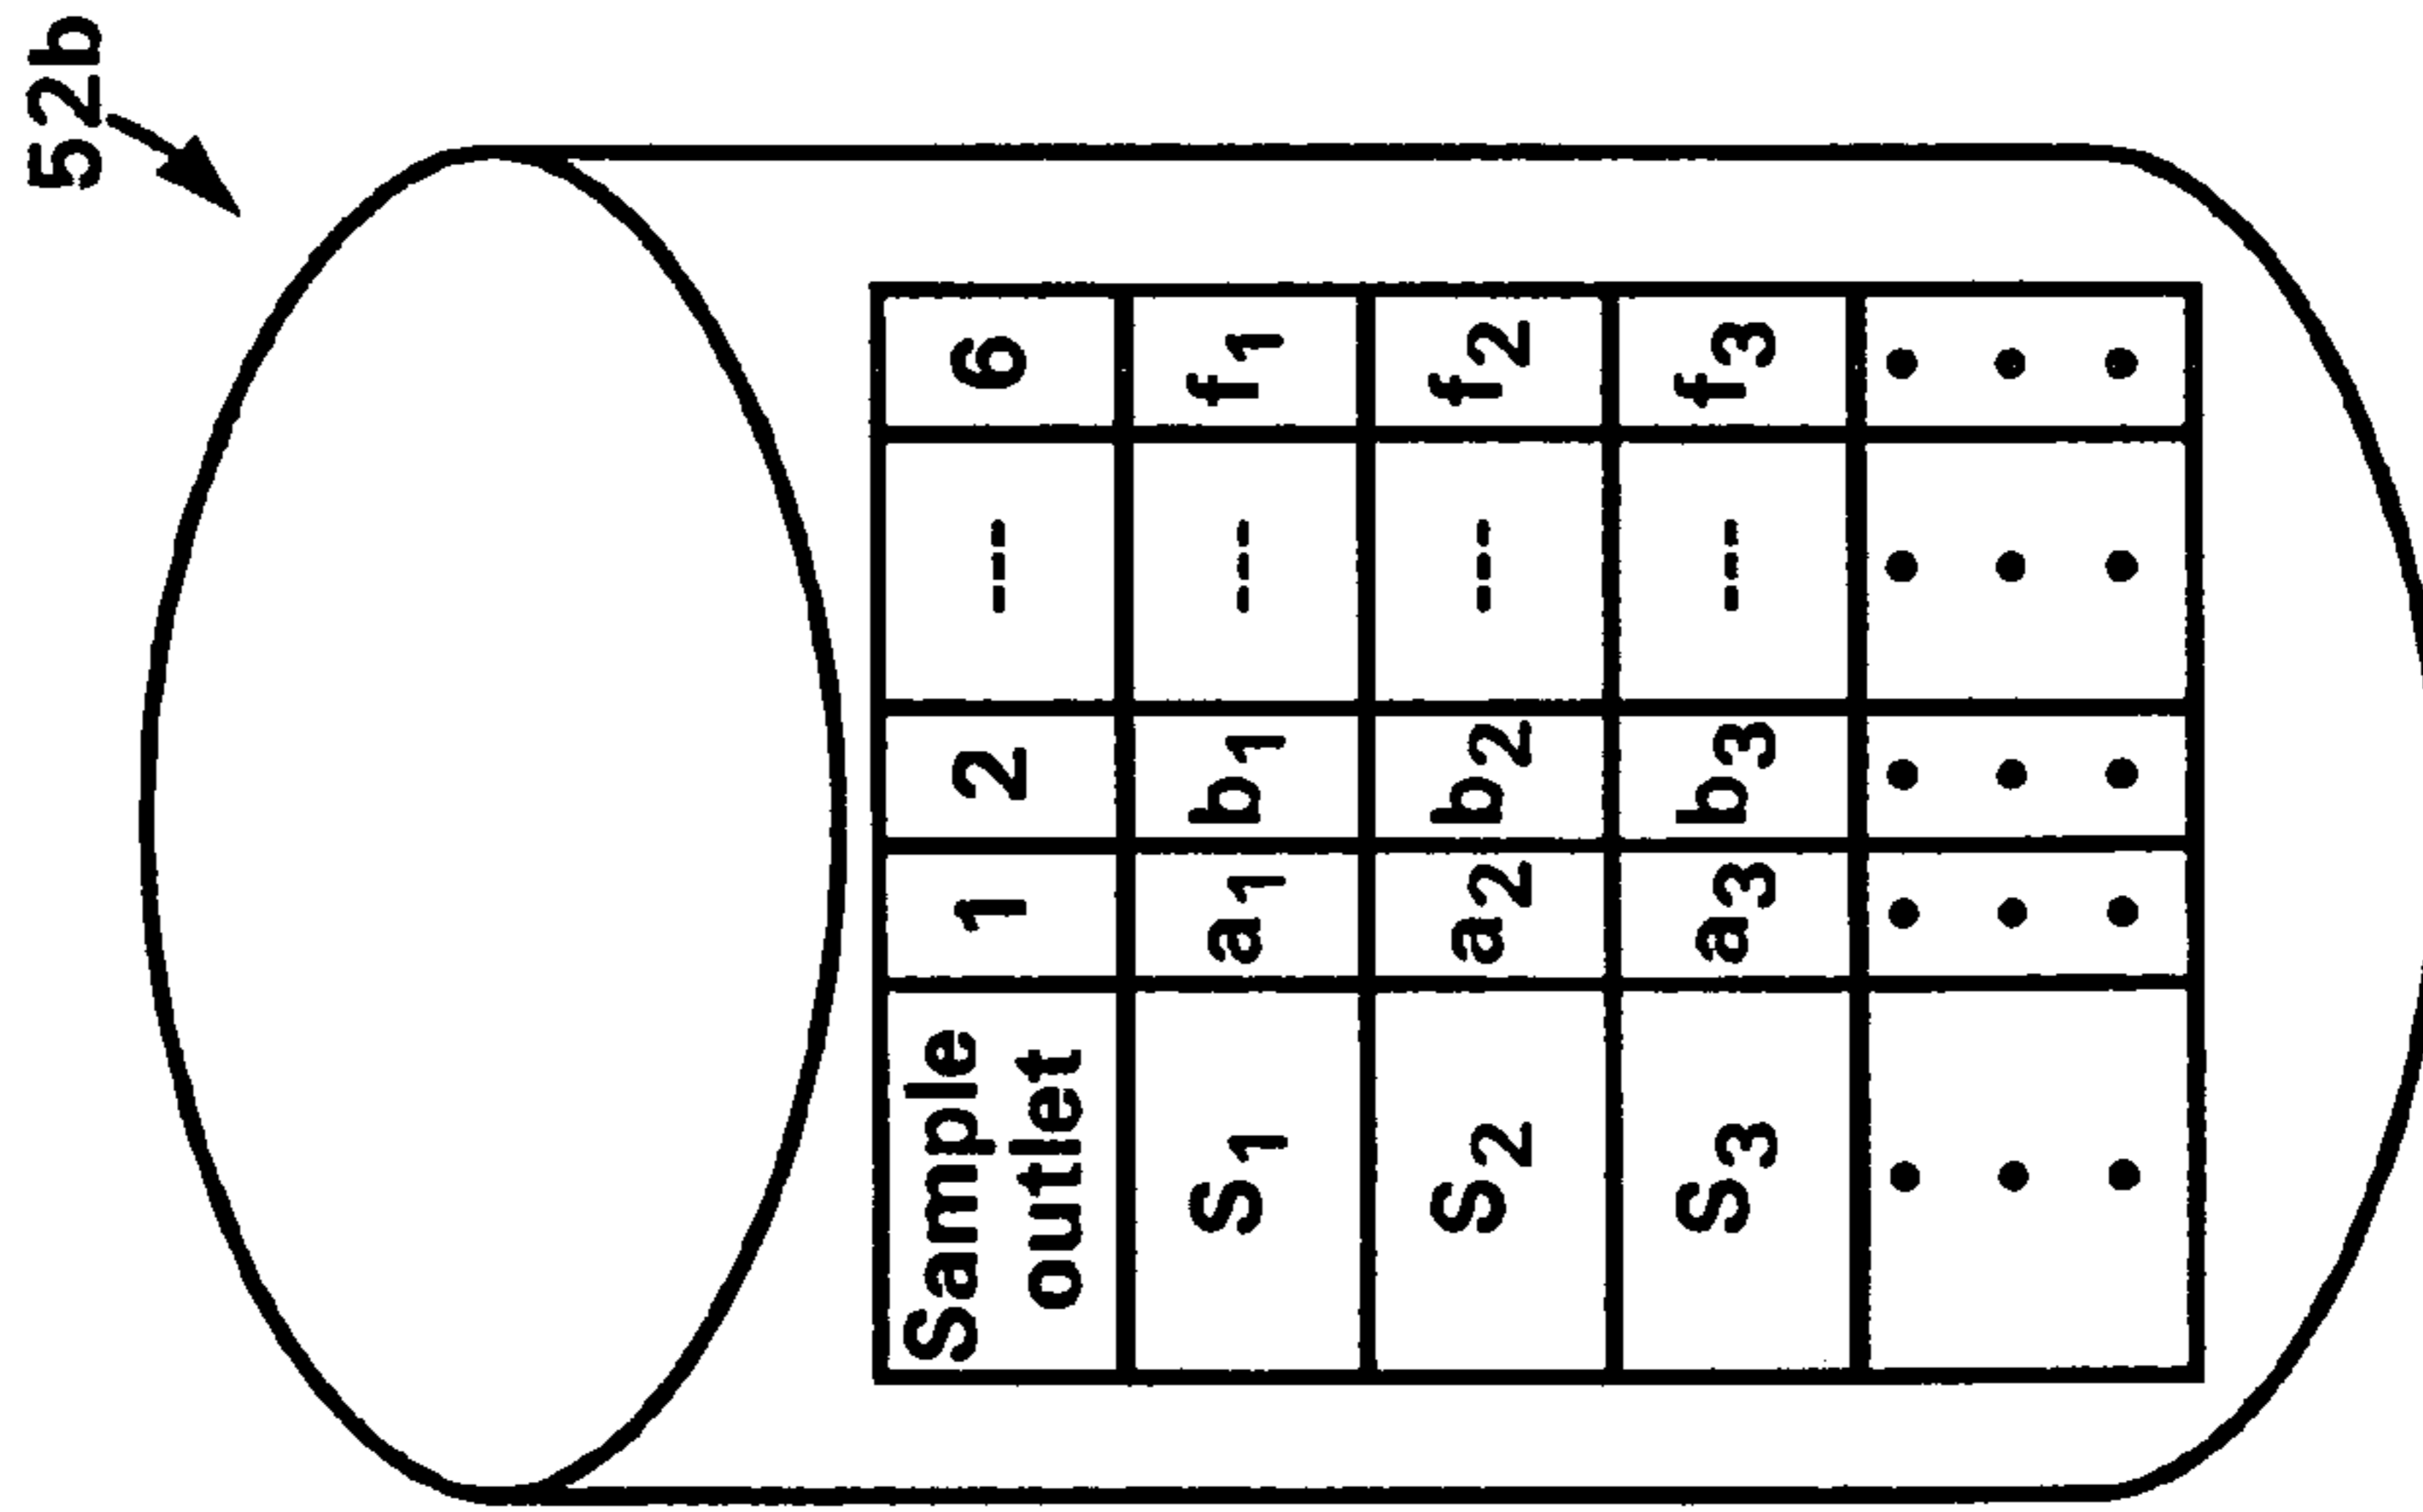 52b
Sample outlet 1 2 --- 6
S1 a1 b1 --- f1
S2 a2 b2 --- f2
S3 a3 b3 --- f3